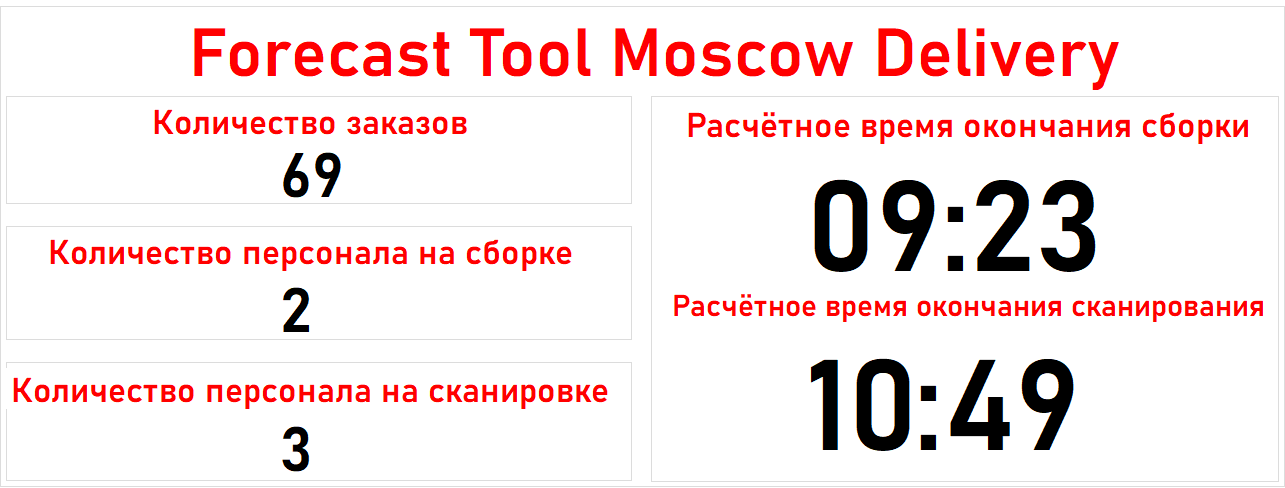 Forecast Tool Moscow Delivery
Количество заказов
69
Количество персонала на сборке
2
Количество персонала на сканировке
3
Расчётное время окончания сборки
09:23
Расчётное время окончания сканирования
10:49